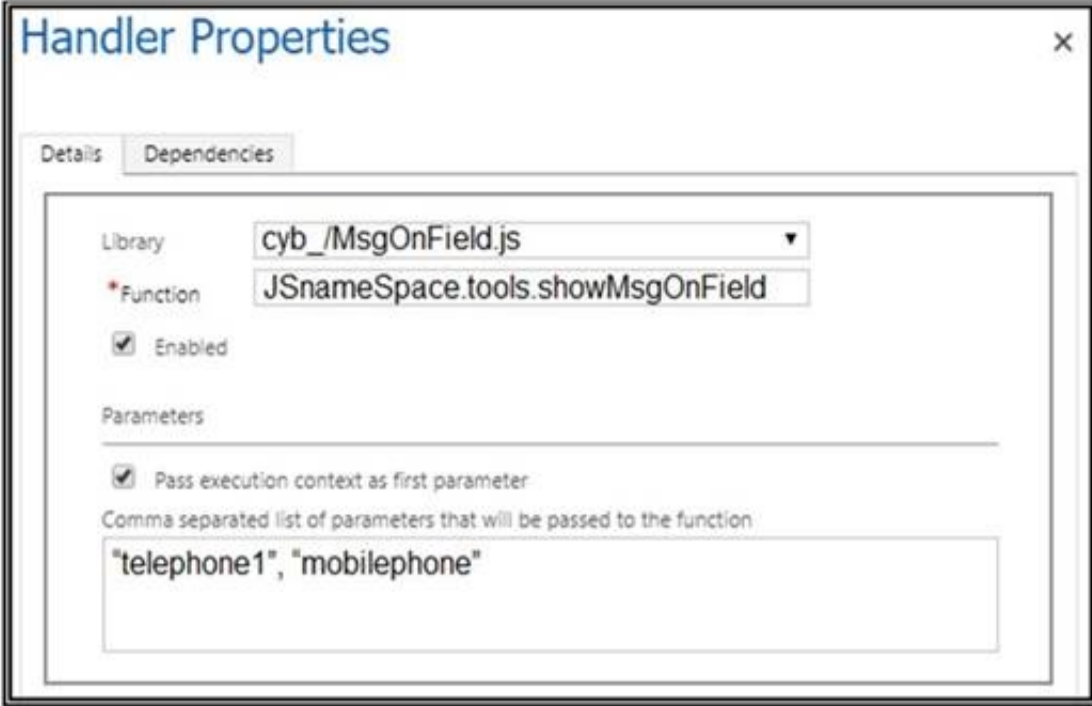 Handler Properties
×
Details Dependencies
Library cyb_/MsgOnField.js
*Function JSnameSpace.tools.showMsgOnField
Enabled
Parameters
Pass execution context as first parameter
Comma separated list of parameters that will be passed to the function
“telephone1”, “mobilephone”